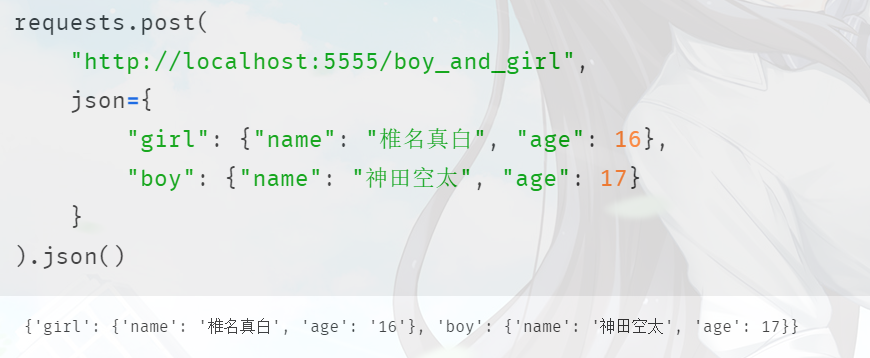 requests.post(
    "http://localhost:5555/boy_and_girl",
    json={
        "girl": {"name": "椎名真白", "age": 16},
        "boy": {"name": "神田空太", "age": 17}
    }
).json()
{'girl': {'name': '椎名真白', 'age': '16'}, 'boy': {'name': '神田空太', 'age': 17}}